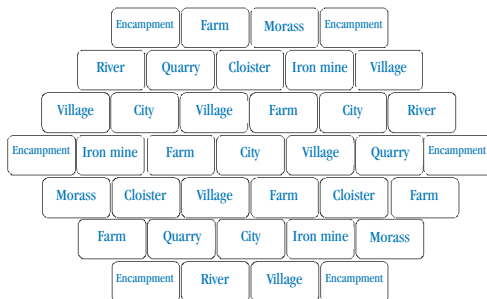 Encampment Farm Morass Encampment
River Quarry Cloister Iron mine Village
Village City Village Farm City River
Encampment Iron mine Farm City Village Quarry Encampment
Morass Cloister Village Farm Cloister Farm
Farm Quarry City Iron mine Morass
Encampment River Village Encampment